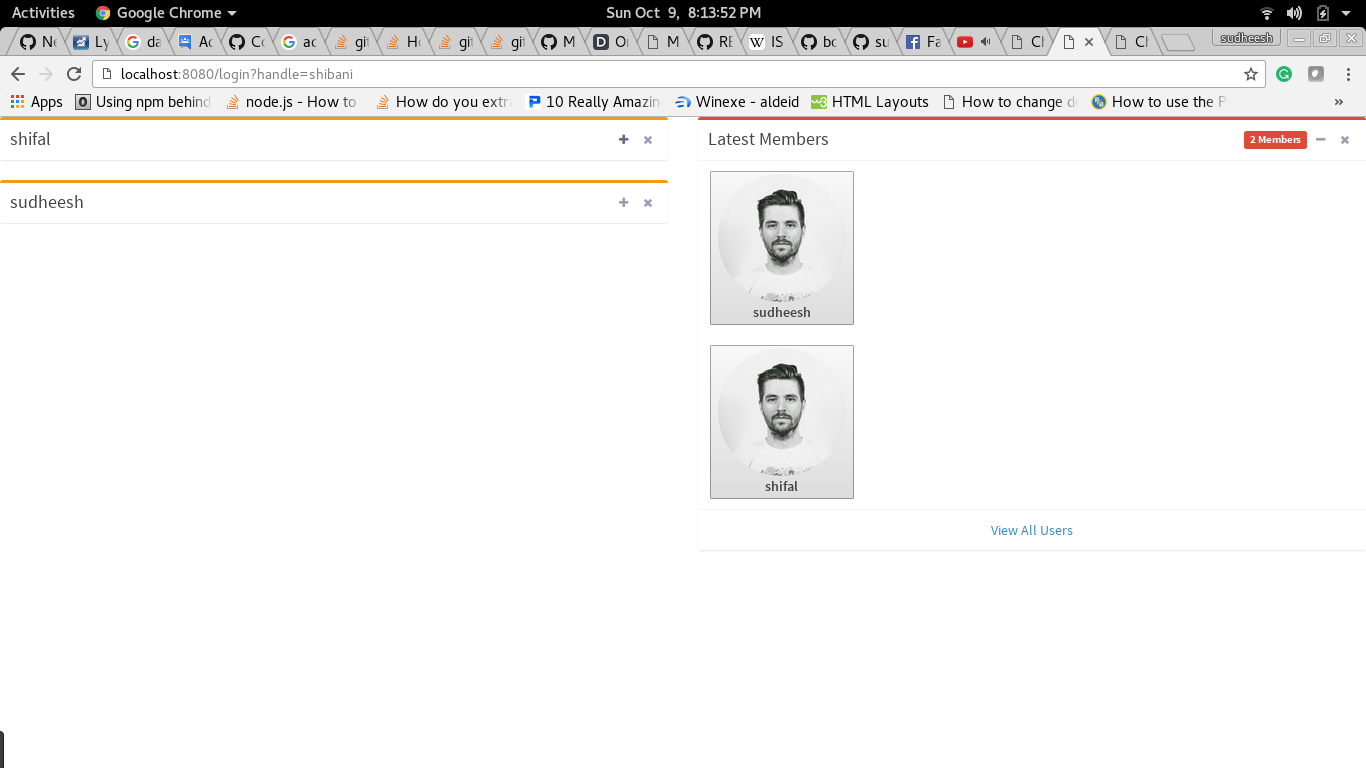 Activities Google Chrome Sun Oct 9, 8:13:52 PM
Ne Ly da Ac Co ac git Ho git git M Or M RE IS bo su Fa Ch Ch sudheesh
localhost:8080/login?handle=shibani
Apps Using npm behind node.js - How to How do you extr 10 Really Amazin Winexe - aldeid HTML Layouts How to change d How to use the P »
shifal
sudheesh
Latest Members 2 Members
sudheesh
shifal
View All Users